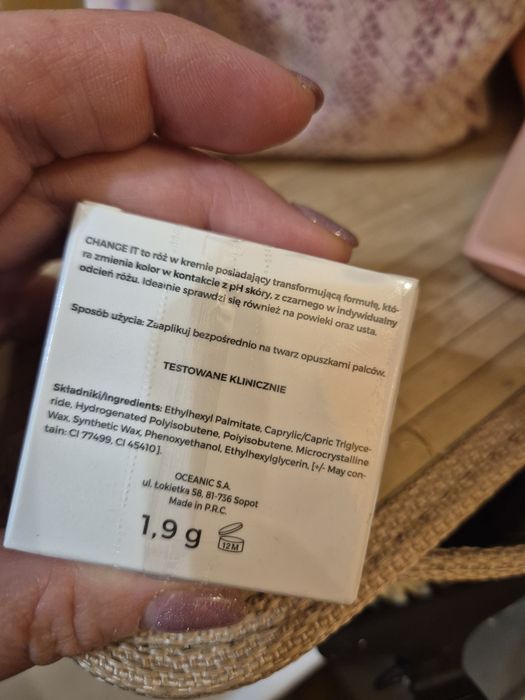 CHANGE IT to róż w kremie posiadający transformującą formułę, któ-
ra zmienia kolor w kontakcie z pH skóry, z czarnego w indywidualny
odcień różu. Idealnie sprawdzi się również na powieki oraz usta.
Sposób użycia: Zaaplikuj bezpośrednio na twarz opuszkami palców.
TESTOWANE KLINICZNIE
Składniki/Ingredients: Ethylhexyl Palmitate, Caprylic/Capric Triglyce-
ride, Hydrogenated Polyisobutene, Polyisobutene, Microcrystalline
Wax, Synthetic Wax, Phenoxyethanol, Ethylhexylglycerin, [+/- May con-
tain: CI 77499, CI 45410].
OCEANIC S.A.
ul. Łokietka 58, 81-736 Sopot
Made in P.R.C.
1,9 g
12M